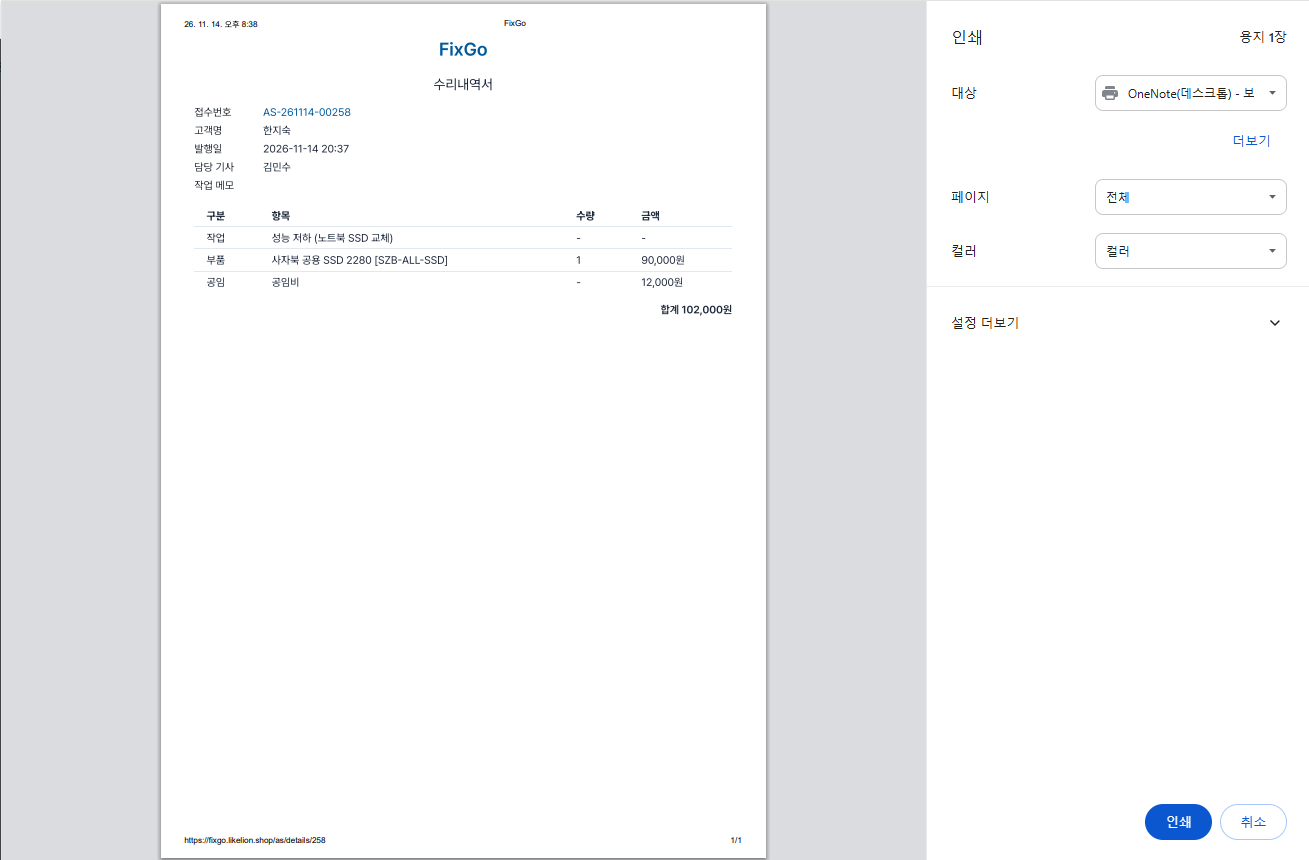 26. 11. 14. 오후 8:38 FixGo
FixGo
수리내역서
접수번호 AS-261114-00258
고객명 한지숙
발행일 2026-11-14 20:37
담당 기사 김민수
작업 메모
구분 항목 수량 금액
작업 성능 저하 (노트북 SSD 교체) - -
부품 사자북 공용 SSD 2280 [SZB-ALL-SSD] 1 90,000원
공임 공임비 - 12,000원
합계 102,000원
https://fixgo.likelion.shop/as/details/258 1/1
인쇄 용지 1장
대상 OneNote(데스크톱) - 보
더보기
페이지 전체
컬러 컬러
설정 더보기
인쇄 취소